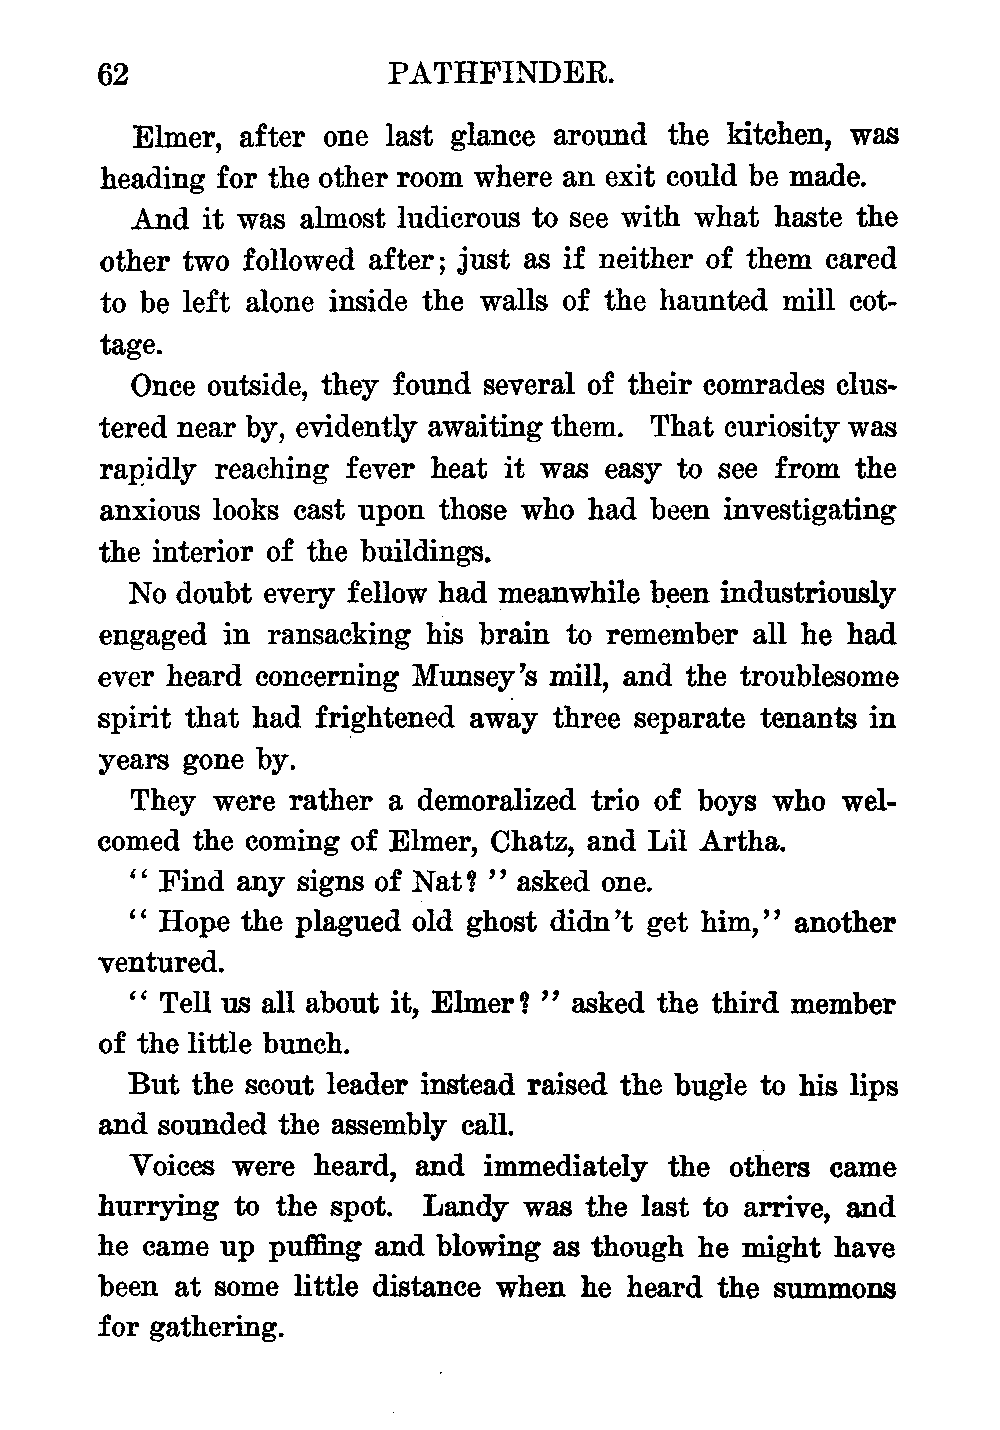 62 PATHFINDER.
Elmer, after one last glance around the kitchen, was
heading for the other room where an exit could be made.
And it was almost ludicrous to see with what haste the
other two followed after; just as if neither of them cared
to be left alone inside the walls of the haunted mill cot-
tage.
Once outside, they found several of their comrades clus-
tered near by, evidently awaiting them. That curiosity was
rapidly reaching fever heat it was easy to see from the
anxious looks cast upon those who had been investigating
the interior of the buildings.
No doubt every fellow had meanwhile been industriously
engaged in ransacking his brain to remember all he had
ever heard concerning Munsey's mill, and the troublesome
spirit that had frightened away three separate tenants in
years gone by.
They were rather a demoralized trio of boys who wel-
comed the coming of Elmer, Chatz, and Lil Artha.
“ Find any signs of Nat? ” asked one.
“ Hope the plagued old ghost didn't get him,” another
ventured.
“ Tell us all about it, Elmer? ” asked the third member
of the little bunch.
But the scout leader instead raised the bugle to his lips
and sounded the assembly call.
Voices were heard, and immediately the others came
hurrying to the spot. Landy was the last to arrive, and
he came up puffing and blowing as though he might have
been at some little distance when he heard the summons
for gathering.